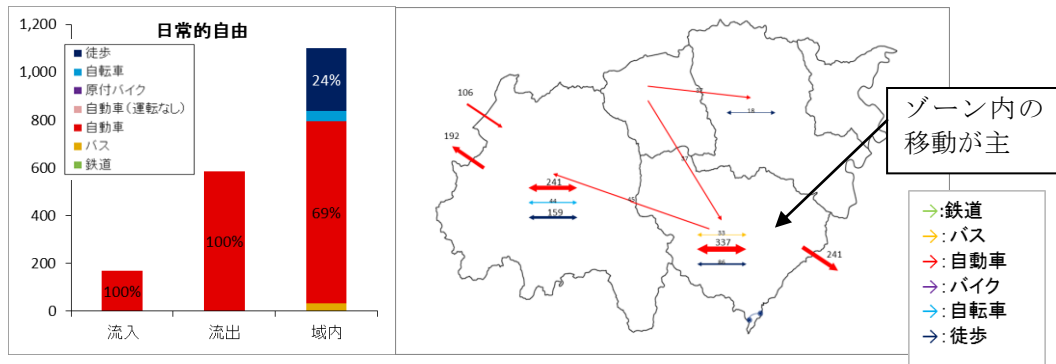 日常的自由
1,200
1,000
800
600
400
200
0
徒歩
自転車
原付バイク
自動車(運転なし)
自動車
バス
鉄道
24%
69%
100%
100%
流入
流出
域内
106
192
241
44
159
45
37
18
33
337
86
241
ゾーン内の
移動が主
→:鉄道
→:バス
→:自動車
→:バイク
→:自転車
→:徒歩